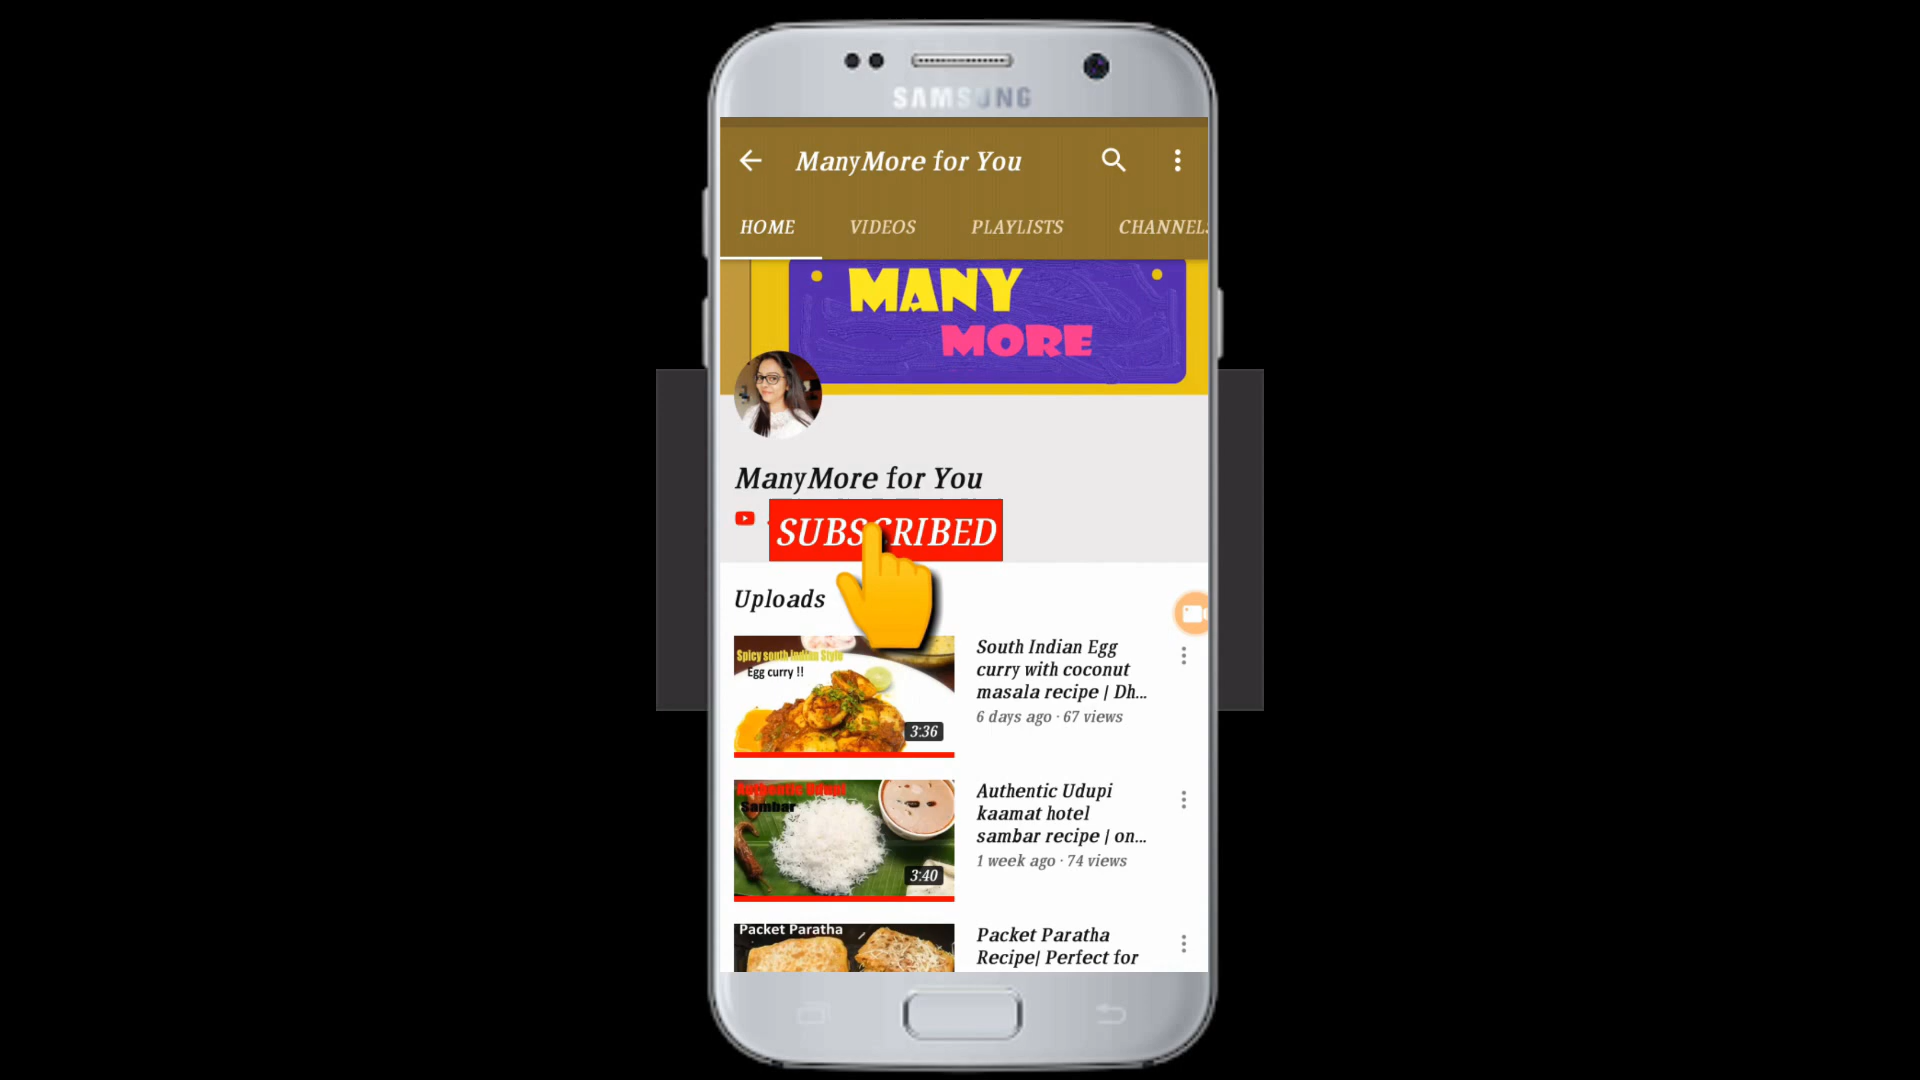 SAMSUNG
ManyMore for You
HOME VIDEOS PLAYLISTS CHANNELS
MANY
MORE
ManyMore for You
SUBSCRIBED
Uploads
Spicy south Indian Style
Egg curry !!
3:36
South Indian Egg
curry with coconut
masala recipe | Dh...
6 days ago · 67 views
Authentic Udupi
Sambar
3:40
Authentic Udupi
kaamat hotel
sambar recipe | on...
1 week ago · 74 views
Packet Paratha
Packet Paratha
Recipe| Perfect for